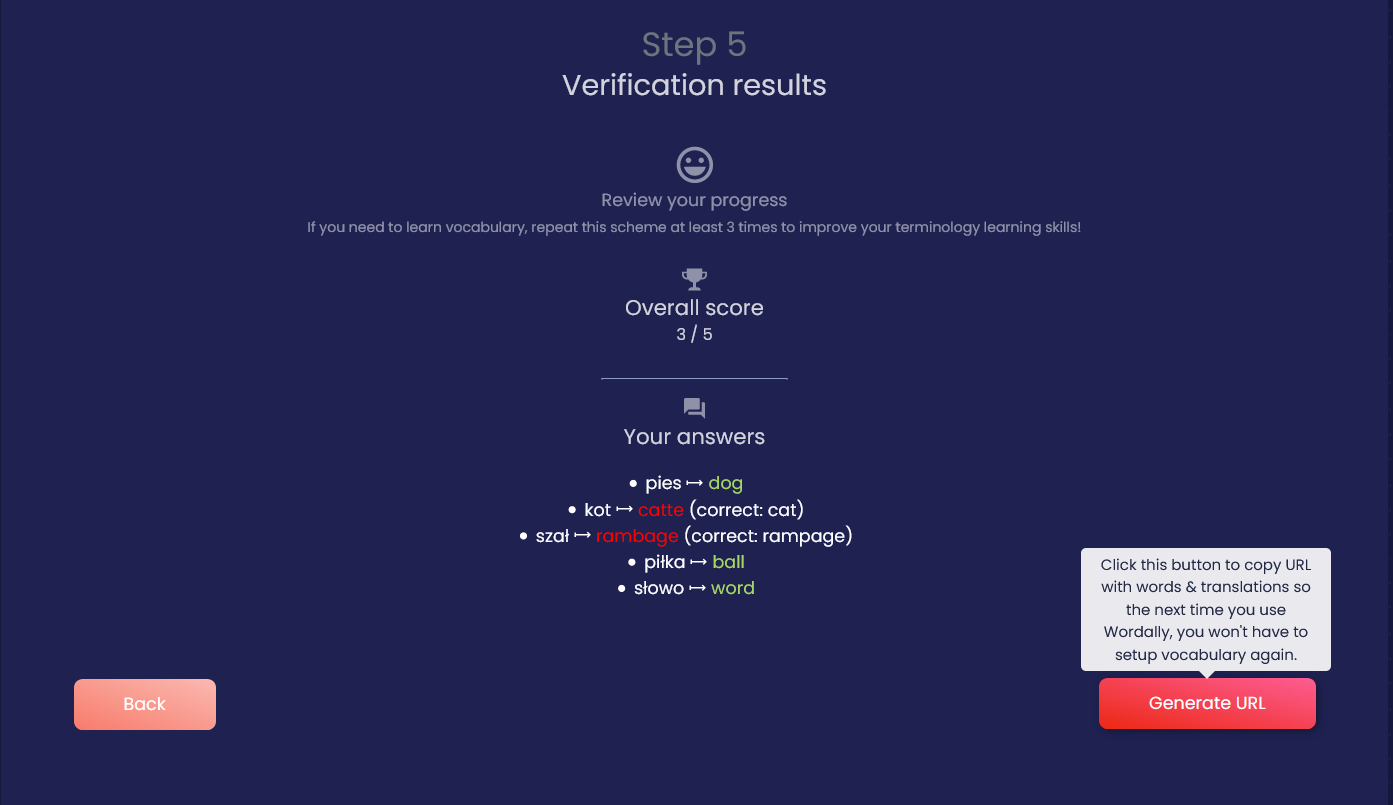 Step 5
Verification results
Review your progress
If you need to learn vocabulary, repeat this scheme at least 3 times to improve your terminology learning skills!
Overall score
3 / 5
Your answers
• pies ↦ dog
• kot ↦ catte (correct: cat)
• szał ↦ rambage (correct: rampage)
• piłka ↦ ball
• słowo ↦ word
Click this button to copy URL
with words & translations so
the next time you use
Wordally, you won't have to
setup vocabulary again.
Back
Generate URL